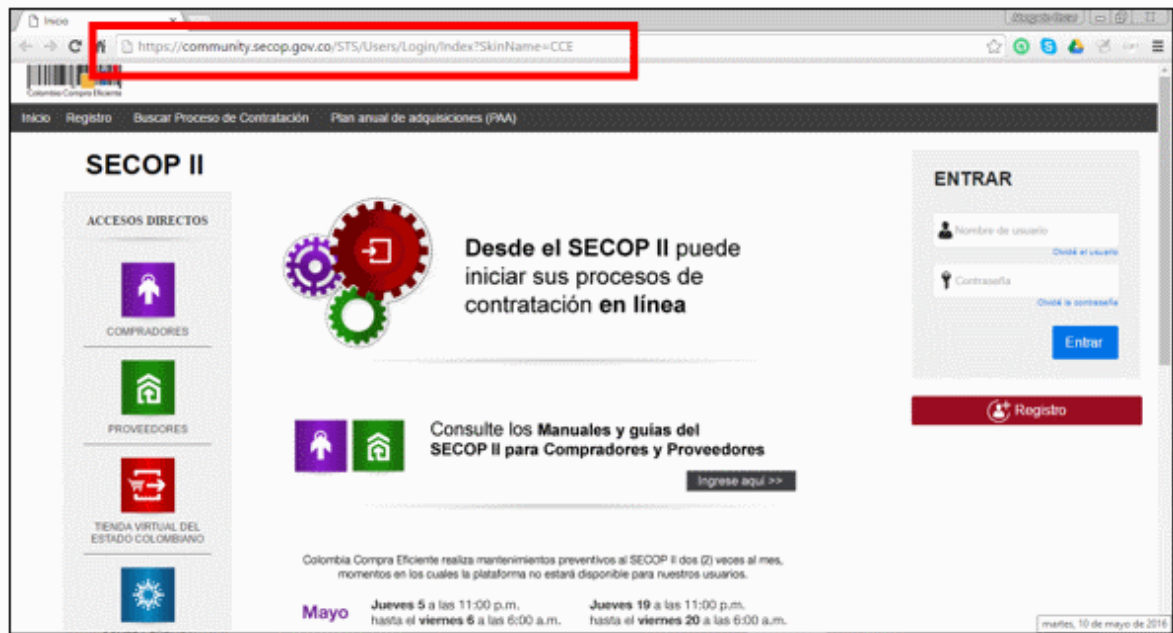 Inicio
https://community.secop.gov.co/STS/Users/Login/Index?SkinName=CCE
Colombia Compra Eficiente
Inicio Registro Buscar Proceso de Contratación Plan anual de adquisiciones (PAA)
SECOP II
ACCESOS DIRECTOS
COMPRADORES
PROVEEDORES
TIENDA VIRTUAL DEL
ESTADO COLOMBIANO
Desde el SECOP II puede
iniciar sus procesos de
contratación en línea
Consulte los Manuales y guías del
SECOP II para Compradores y Proveedores
Ingrese aquí >>
Colombia Compra Eficiente realiza mantenimientos preventivos al SECOP II dos (2) veces al mes,
momentos en los cuales la plataforma no estará disponible para nuestros usuarios.
Mayo
Jueves 5 a las 11:00 p.m.
hasta el viernes 6 a las 6:00 a.m.
Jueves 19 a las 11:00 p.m.
hasta el viernes 20 a las 6:00 a.m.
ENTRAR
Nombre de usuario
Olvidé el usuario
Contraseña
Olvidé la contraseña
Entrar
Registro
martes, 10 de mayo de 2016